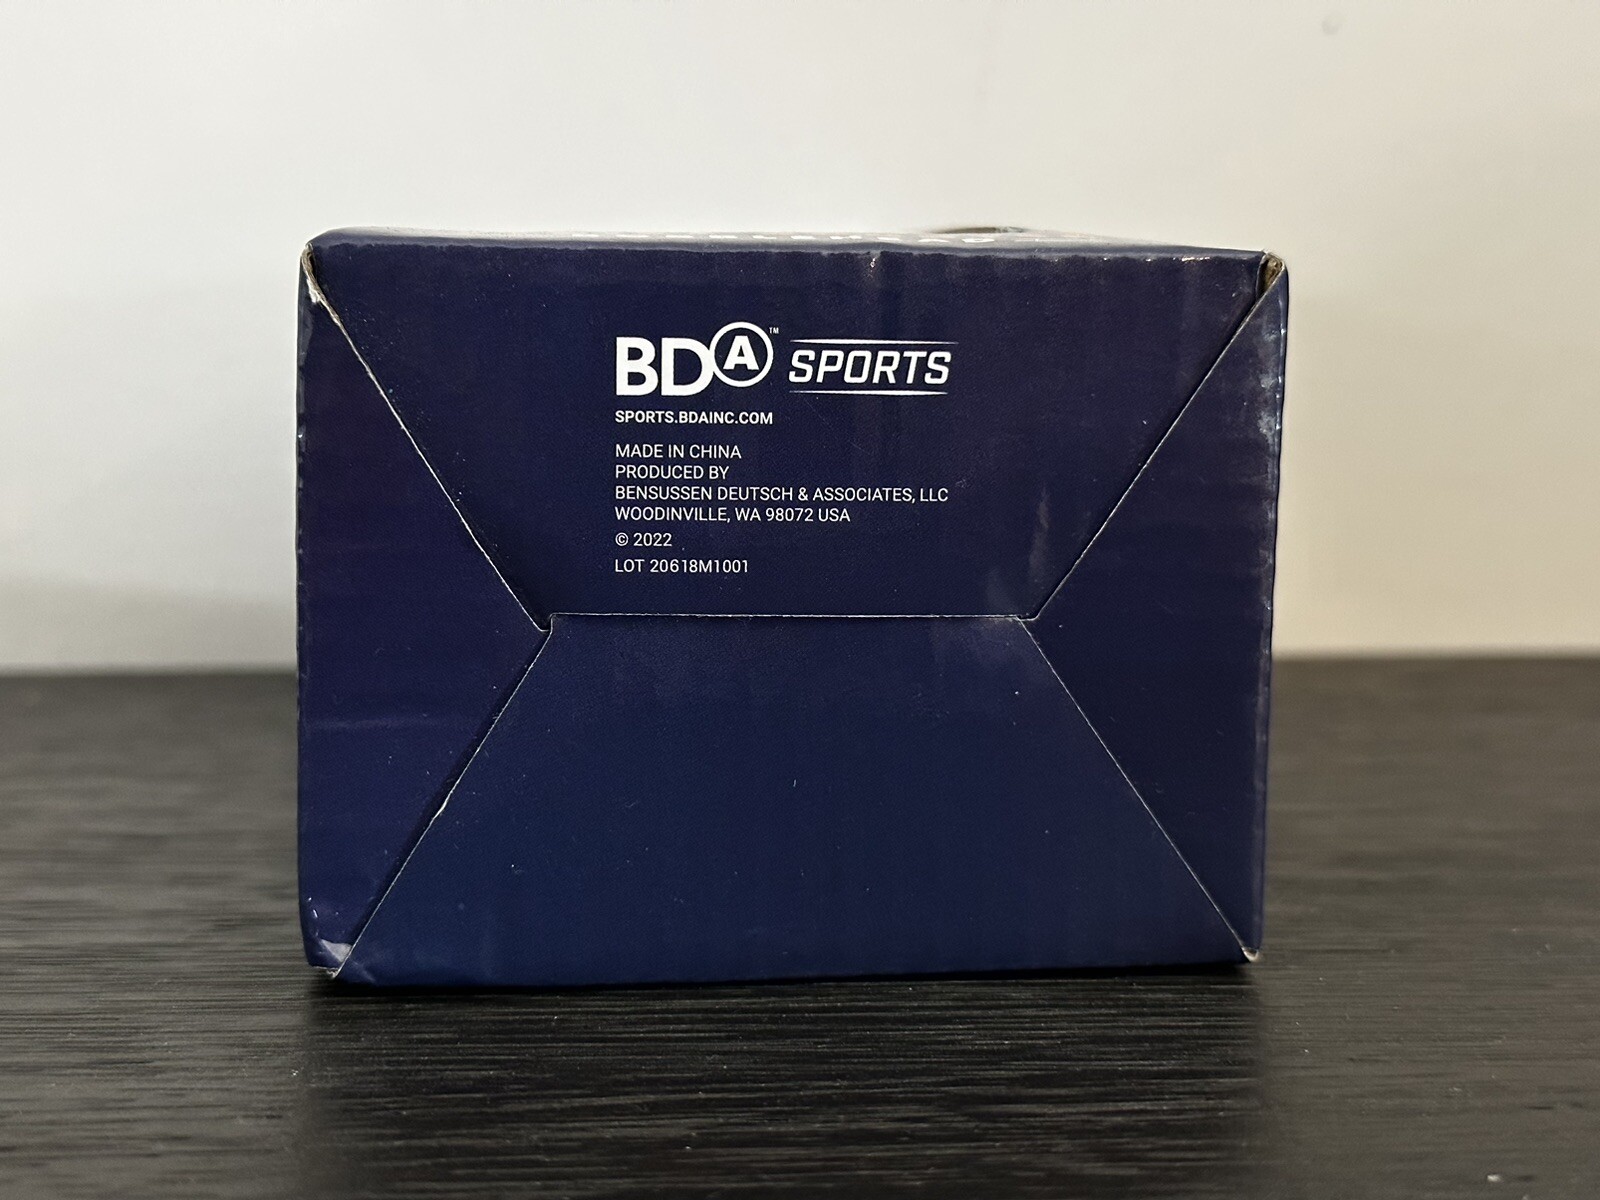 BDA™ SPORTS
SPORTS.BDAINC.COM
MADE IN CHINA
PRODUCED BY
BENSUSSEN DEUTSCH & ASSOCIATES, LLC
WOODINVILLE, WA 98072 USA
© 2022
LOT 20618M1001